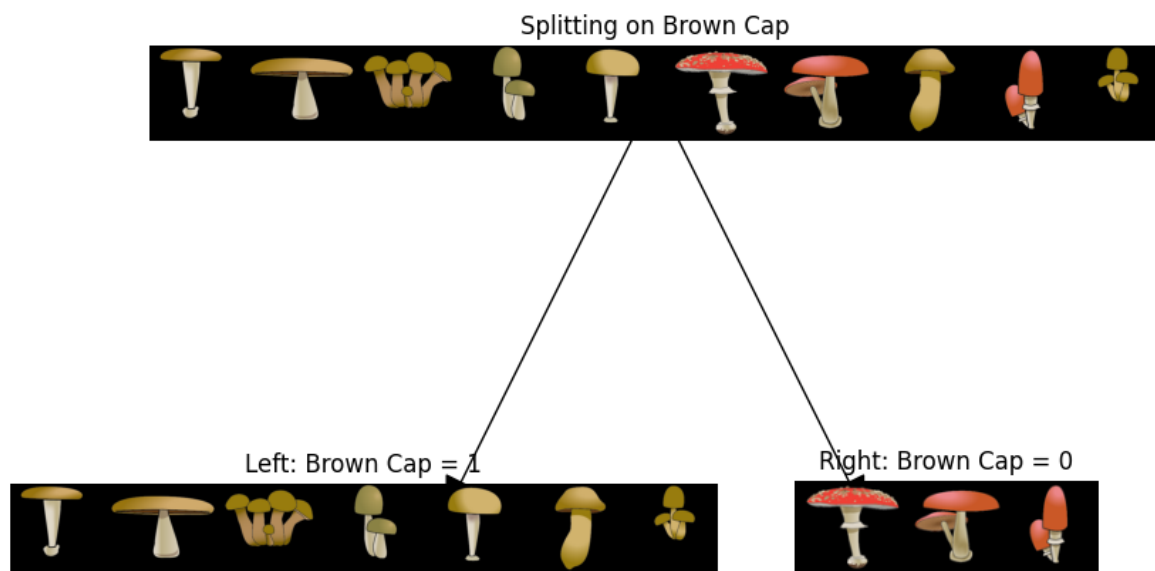 Splitting on Brown Cap
Left: Brown Cap = 1
Right: Brown Cap = 0